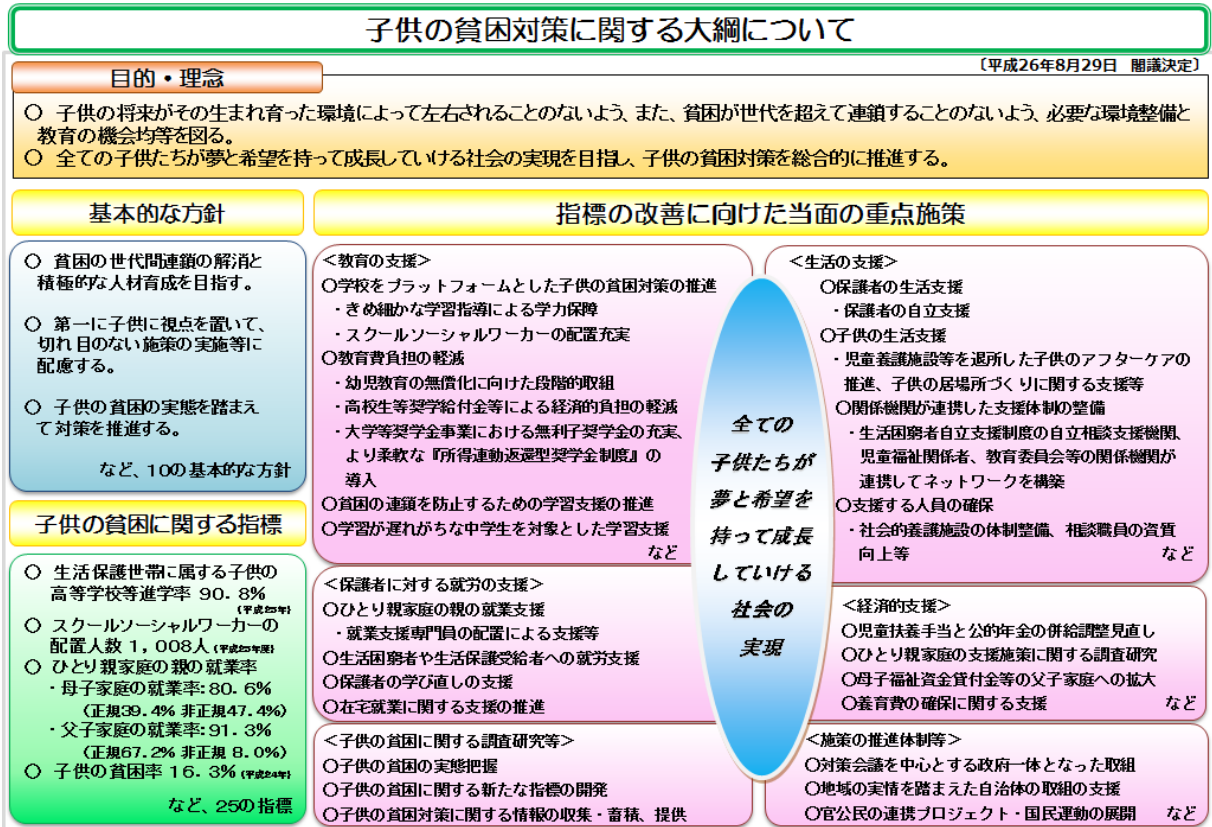 子供の貧困対策に関する大綱について
〔平成26年8月29日 閣議決定〕
目的・理念
○ 子供の将来がその生まれ育った環境によって左右されることのないよう、また、貧困が世代を超えて連鎖することのないよう、必要な環境整備と
教育の機会均等を図る。
○ 全ての子供たちが夢と希望を持って成長していける社会の実現を目指し、子供の貧困対策を総合的に推進する。
基本的な方針
○ 貧困の世代間連鎖の解消と
積極的な人材育成を目指す。
○ 第一に子供に視点を置いて、
切れ目のない施策の実施等に
配慮する。
○ 子供の貧困の実態を踏まえ
て対策を推進する。
など、10の基本的な方針
子供の貧困に関する指標
○ 生活保護世帯に属する子供の
高等学校等進学率 90.8%
(平成25年)
○ スクールソーシャルワーカーの
配置人数 1,008人(平成25年度)
○ ひとり親家庭の親の就業率
・母子家庭の就業率:80.6%
(正規39.4% 非正規47.4%)
・父子家庭の就業率:91.3%
(正規67.2% 非正規 8.0%)
○ 子供の貧困率 16.3%(平成24年)
など、25の指標
指標の改善に向けた当面の重点施策
<教育の支援>
○学校をプラットフォームとした子供の貧困対策の推進
・きめ細かな学習指導による学力保障
・スクールソーシャルワーカーの配置充実
○教育費負担の軽減
・幼児教育の無償化に向けた段階的取組
・高校生等奨学給付金等による経済的負担の軽減
・大学等奨学金事業における無利子奨学金の充実、
より柔軟な『所得連動返還型奨学金制度』の
導入
○貧困の連鎖を防止するための学習支援の推進
○学習が遅れがちな中学生を対象とした学習支援
など
<保護者に対する就労の支援>
○ひとり親家庭の親の就業支援
・就業支援専門員の配置による支援等
○生活困窮者や生活保護受給者への就労支援
○保護者の学び直しの支援
○在宅就業に関する支援の推進
<子供の貧困に関する調査研究等>
○子供の貧困の実態把握
○子供の貧困に関する新たな指標の開発
○子供の貧困対策に関する情報の収集・蓄積、提供
全ての
子供たちが
夢と希望を
持って成長
していける
社会の
実現
<生活の支援>
○保護者の生活支援
・保護者の自立支援
○子供の生活支援
・児童養護施設等を退所した子供のアフターケアの
推進、子供の居場所づくりに関する支援等
○関係機関が連携した支援体制の整備
・生活困窮者自立支援制度の自立相談支援機関、
児童福祉関係者、教育委員会等の関係機関が
連携してネットワークを構築
○支援する人員の確保
・社会的養護施設の体制整備、相談職員の資質
向上等 など
<経済的支援>
○児童扶養手当と公的年金の併給調整見直し
○ひとり親家庭の支援施策に関する調査研究
○母子福祉資金貸付金等の父子家庭への拡大
○養育費の確保に関する支援 など
<施策の推進体制等>
○対策会議を中心とする政府一体となった取組
○地域の実情を踏まえた自治体の取組の支援
○官公民の連携プロジェクト・国民運動の展開 など